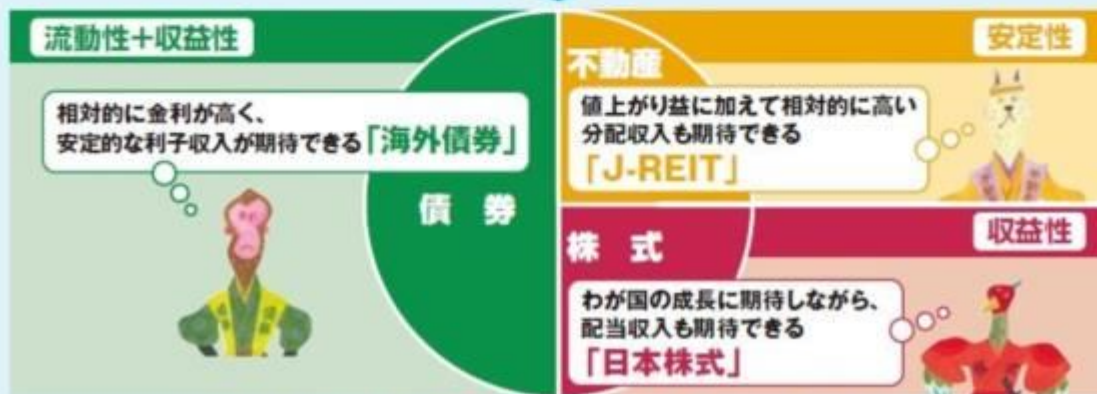 流動性+収益性
相対的に金利が高く、
安定的な利子収入が期待できる「海外債券」
債券
不動産
安定性
値上がり益に加えて相対的に高い
分配収入も期待できる
「J-REIT」
株式
収益性
わが国の成長に期待しながら、
配当収入も期待できる
「日本株式」